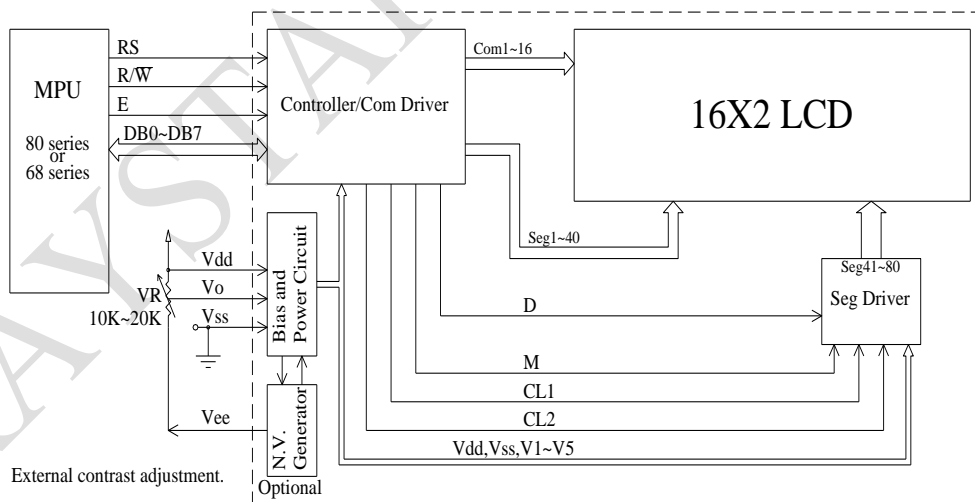 MPU
80 series
or
68 series
RS
R/W̅
E
DB0~DB7
Controller/Com Driver
Com1~16
16X2 LCD
Seg1~40
Seg41~80
Seg Driver
Vdd
VR
Vo
10K~20K
Vss
Bias and
Power Circuit
D
M
CL1
CL2
Vee
N.V.
Generator
Vdd,Vss,V1~V5
External contrast adjustment.
Optional